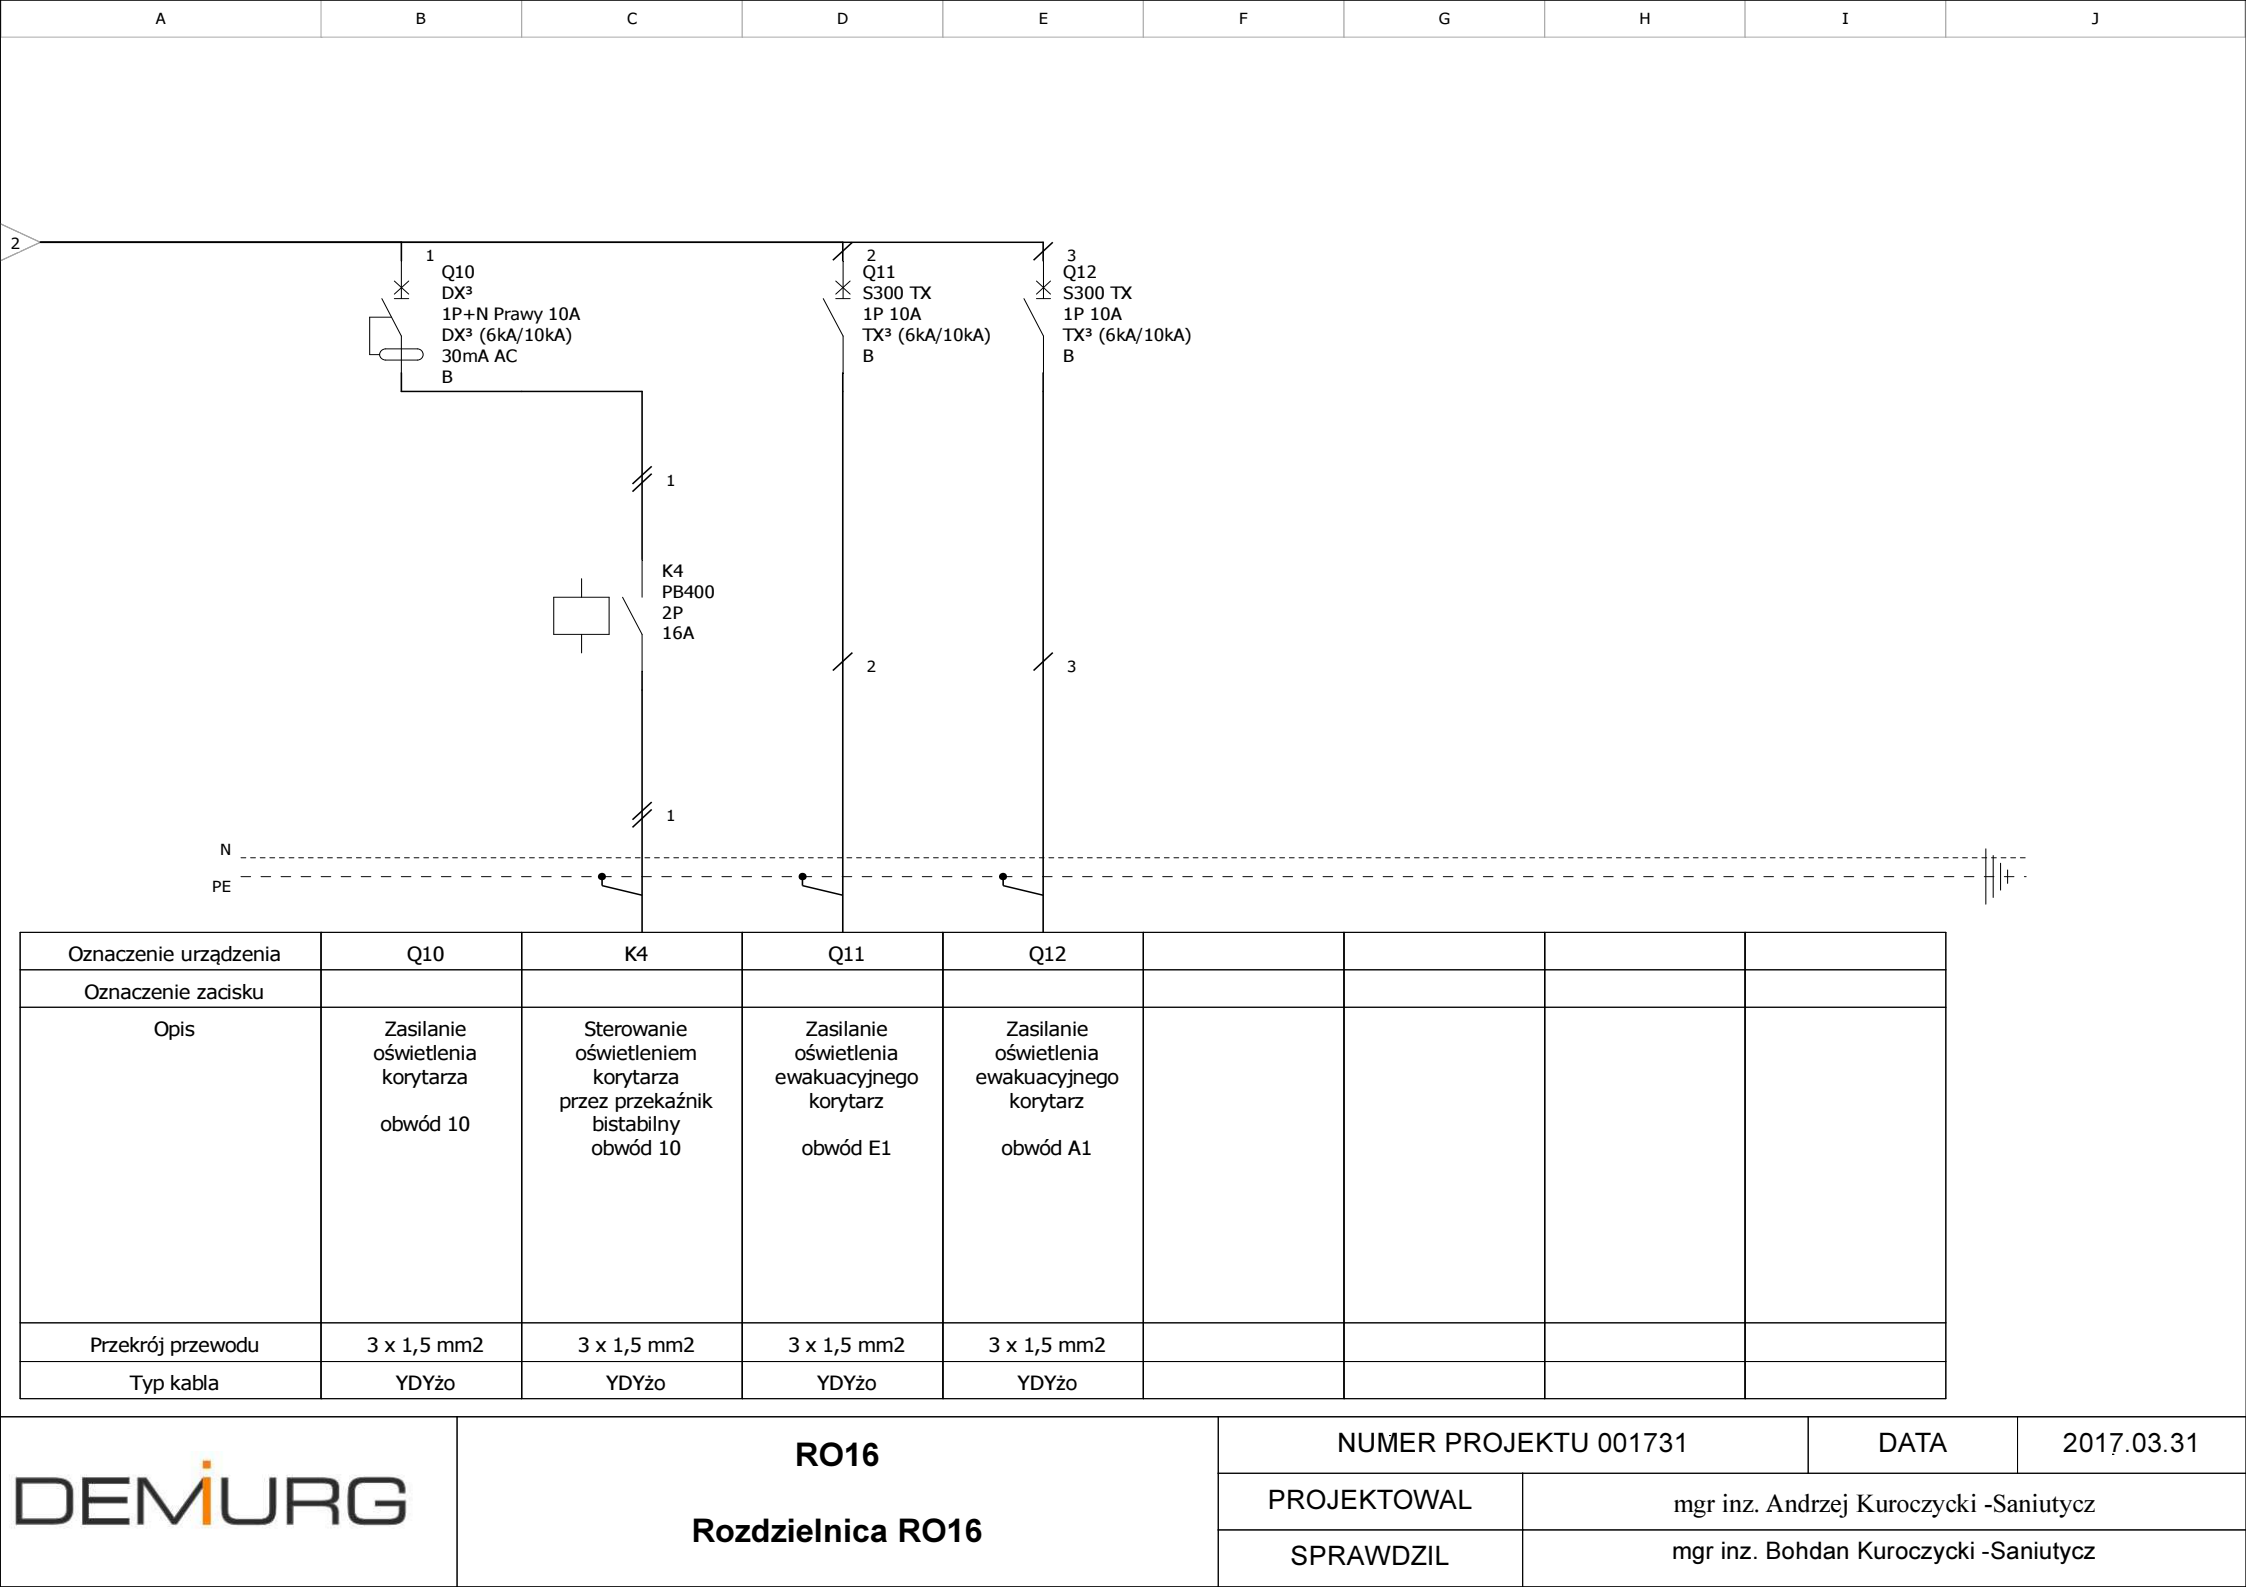 A B C D E F G H I J
2
1
Q10
DX³
1P+N Prawy 10A
DX³ (6kA/10kA)
30mA AC
B
2
Q11
S300 TX
1P 10A
TX³ (6kA/10kA)
B
3
Q12
S300 TX
1P 10A
TX³ (6kA/10kA)
B
1
K4
PB400
2P
16A
2
3
1
N
PE
Oznaczenie urządzenia Q10 K4 Q11 Q12
Oznaczenie zacisku
Opis
Zasilanie
oświetlenia
korytarza
obwód 10
Sterowanie
oświetleniem
korytarza
przez przekaźnik
bistabilny
obwód 10
Zasilanie
oświetlenia
ewakuacyjnego
korytarz
obwód E1
Zasilanie
oświetlenia
ewakuacyjnego
korytarz
obwód A1
Przekrój przewodu 3 x 1,5 mm2 3 x 1,5 mm2 3 x 1,5 mm2 3 x 1,5 mm2
Typ kabla YDYżo YDYżo YDYżo YDYżo
DEMiURG
RO16
Rozdzielnica RO16
NUMER PROJEKTU 001731 DATA 2017.03.31
PROJEKTOWAL mgr inz. Andrzej Kuroczycki -Saniutycz
SPRAWDZIL mgr inz. Bohdan Kuroczycki -Saniutycz